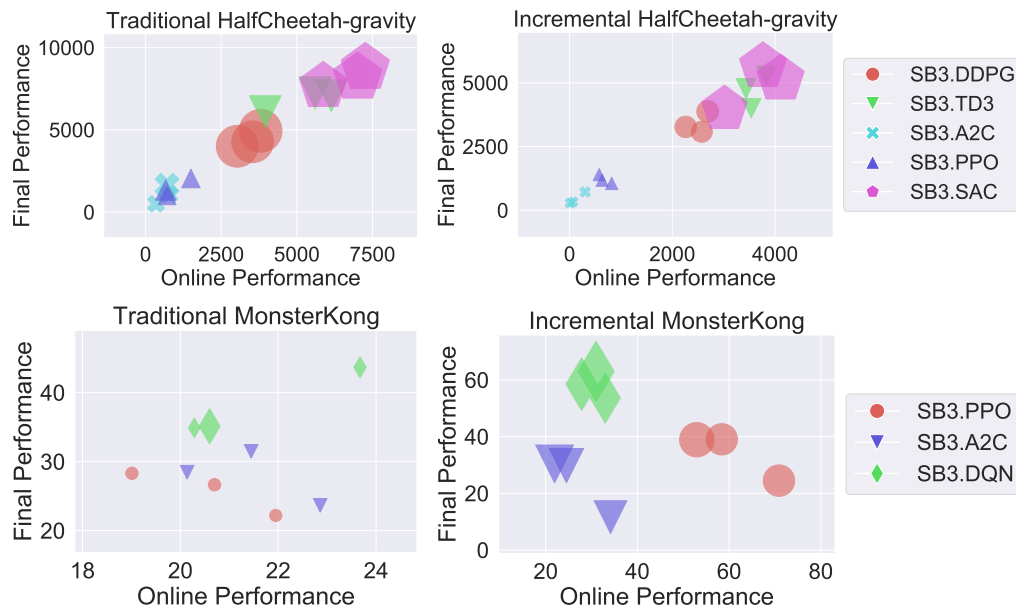 Traditional HalfCheetah-gravity
Final Performance
10000
5000
0
0 2500 5000 7500
Online Performance
Incremental HalfCheetah-gravity
Final Performance
5000
2500
0
0 2000 4000
Online Performance
SB3.DDPG
SB3.TD3
SB3.A2C
SB3.PPO
SB3.SAC
Traditional MonsterKong
Final Performance
40
30
20
18 20 22 24
Online Performance
Incremental MonsterKong
Final Performance
60
40
20
0
20 40 60 80
Online Performance
SB3.PPO
SB3.A2C
SB3.DQN